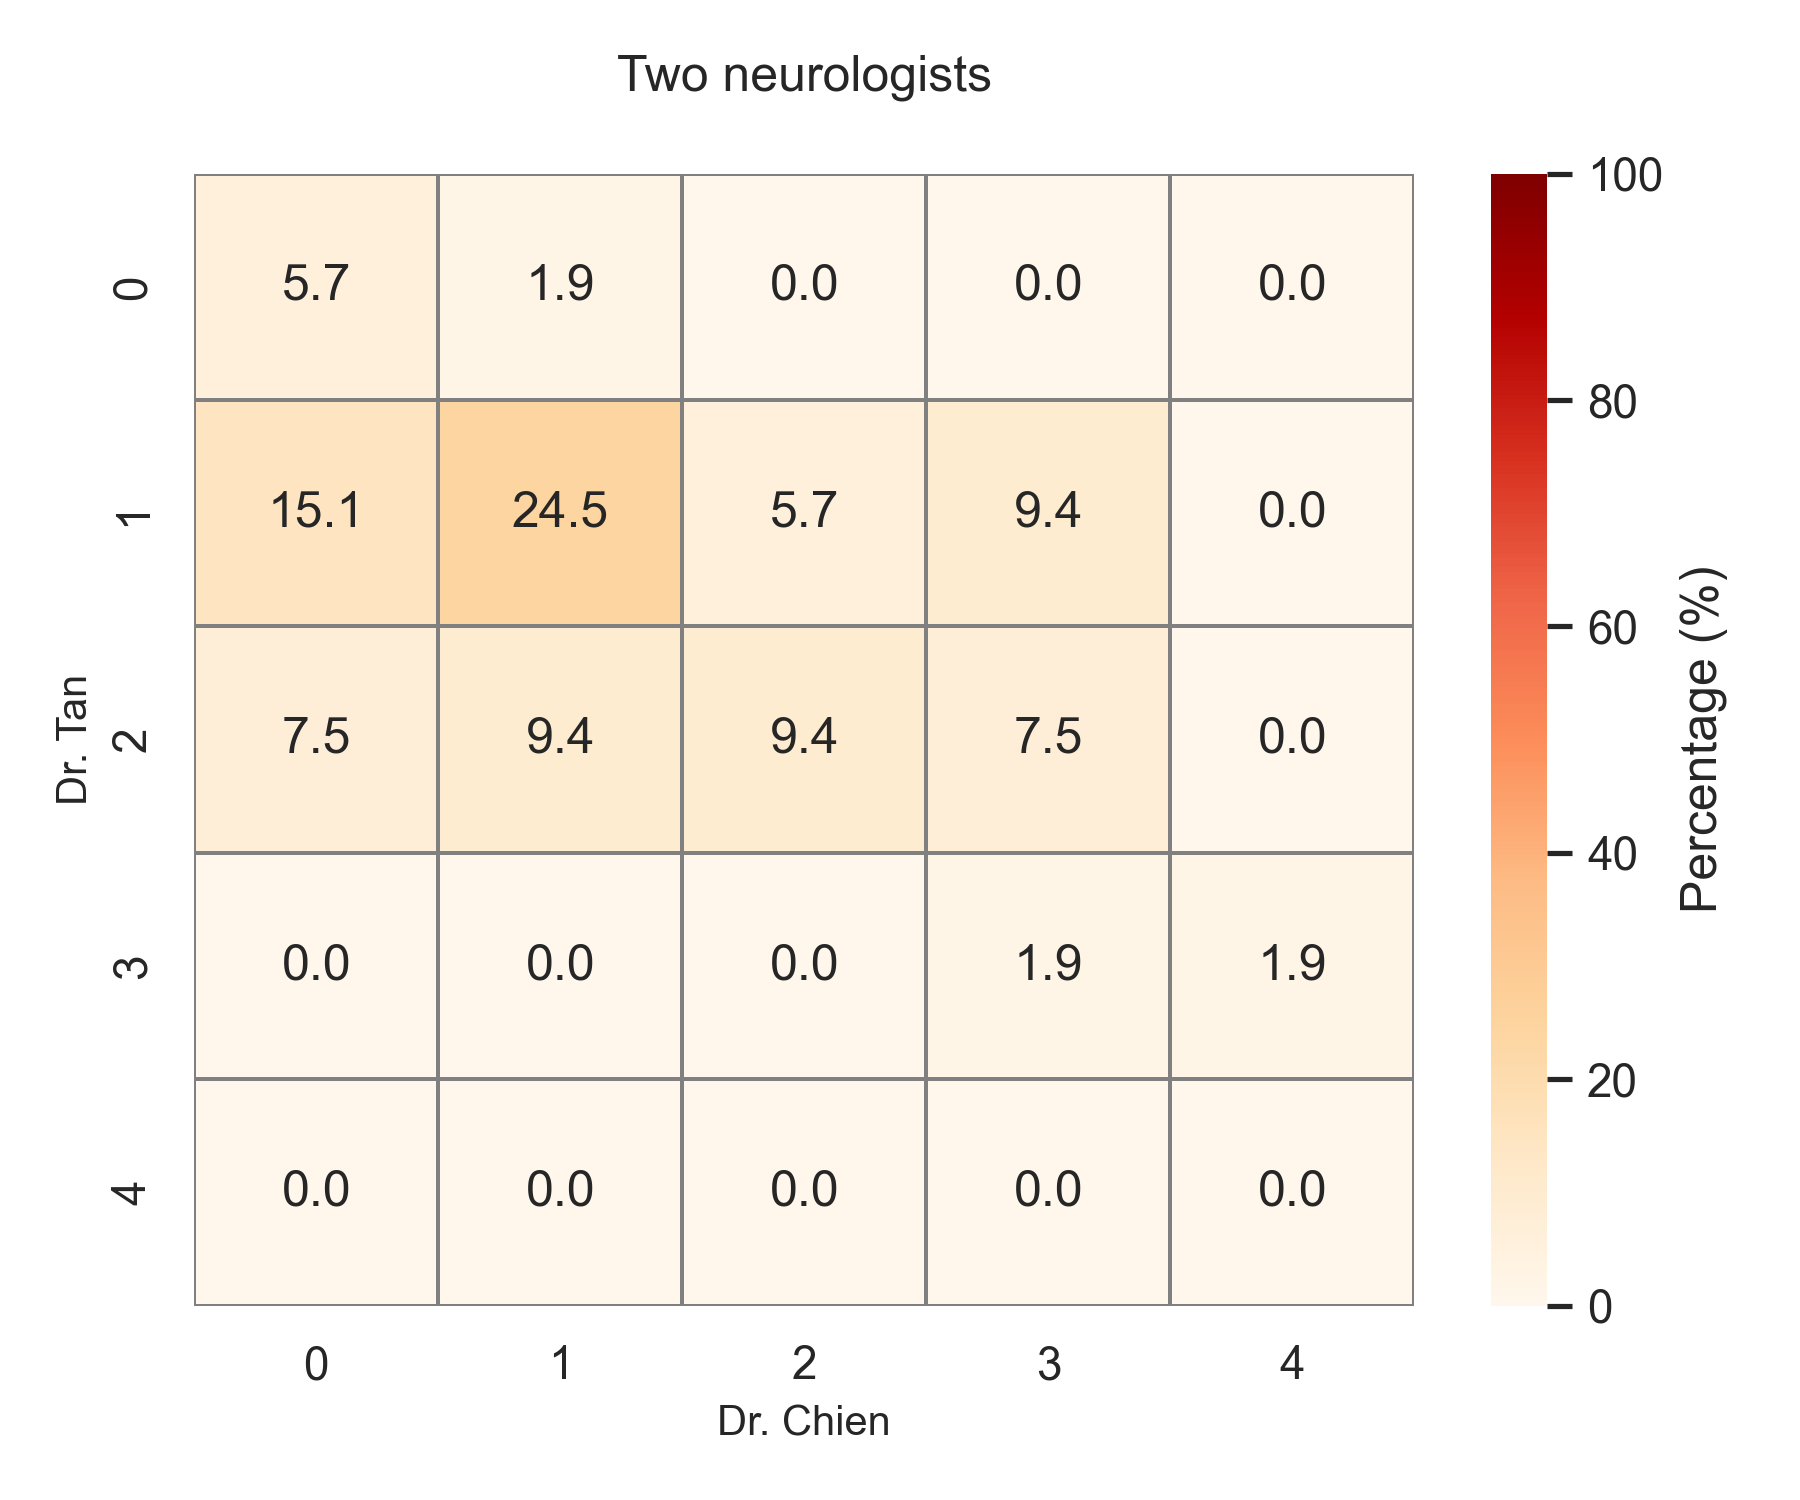 Two neurologists
0 5.7 1.9 0.0 0.0 0.0
1 15.1 24.5 5.7 9.4 0.0
2 7.5 9.4 9.4 7.5 0.0
3 0.0 0.0 0.0 1.9 1.9
4 0.0 0.0 0.0 0.0 0.0
0 1 2 3 4
Dr. Chien
Dr. Tan
100
80
60
40
20
0
Percentage (%)